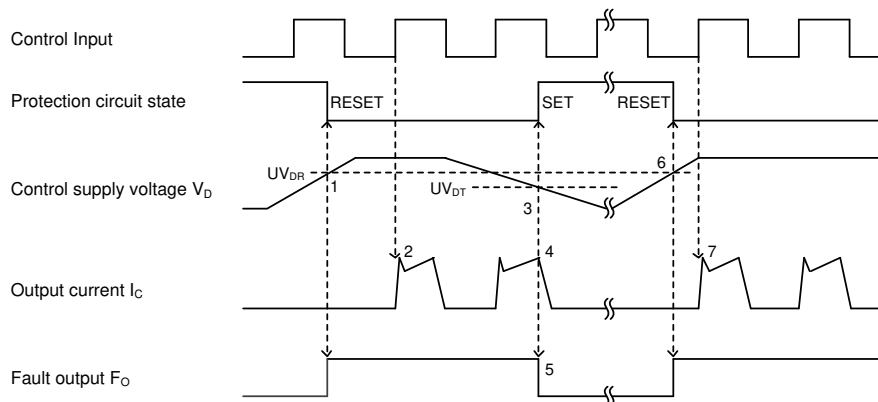 Control Input
Protection circuit state
RESET
SET
RESET
Control supply voltage VD
UVDR
1
UVDT
3
6
Output current IC
2
4
7
Fault output FO
5